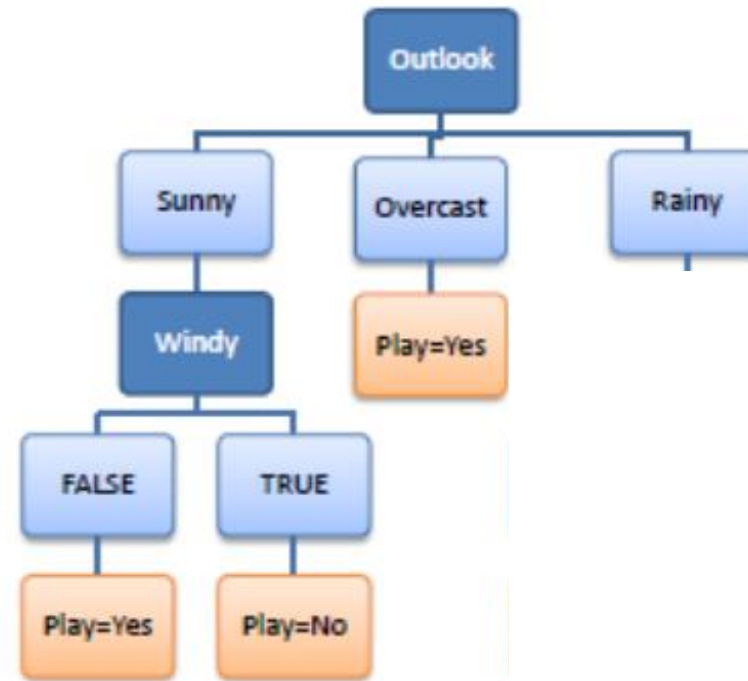 Outlook
Sunny
Overcast
Rainy
Windy
Play=Yes
FALSE
TRUE
Play=Yes
Play=No